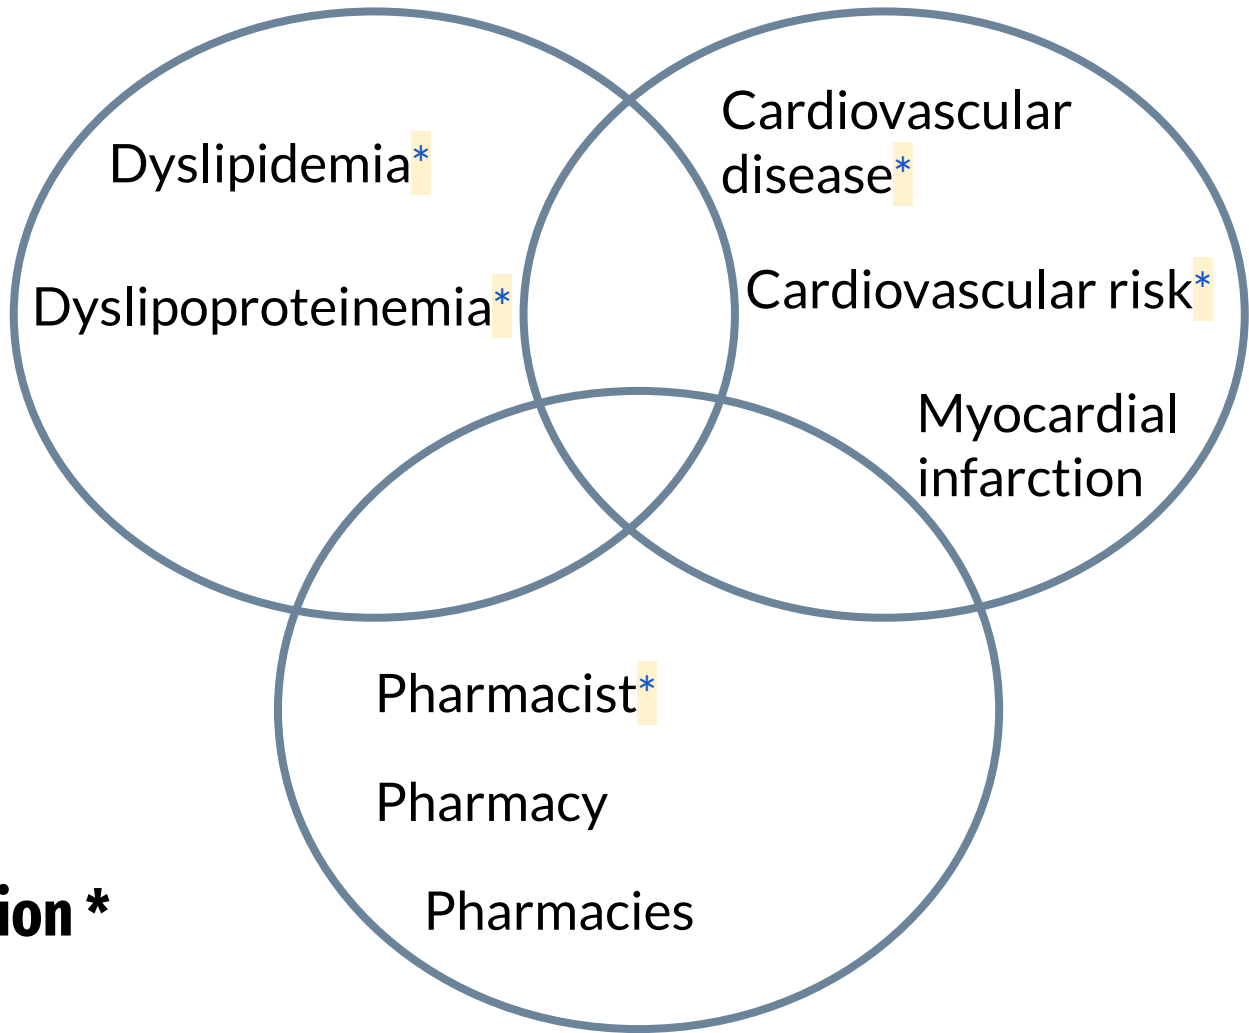 Dyslipidemia*
Dyslipoproteinemia*
Cardiovascular
disease*
Cardiovascular risk*
Myocardial
infarction
Pharmacist*
Pharmacy
Pharmacies
ion *